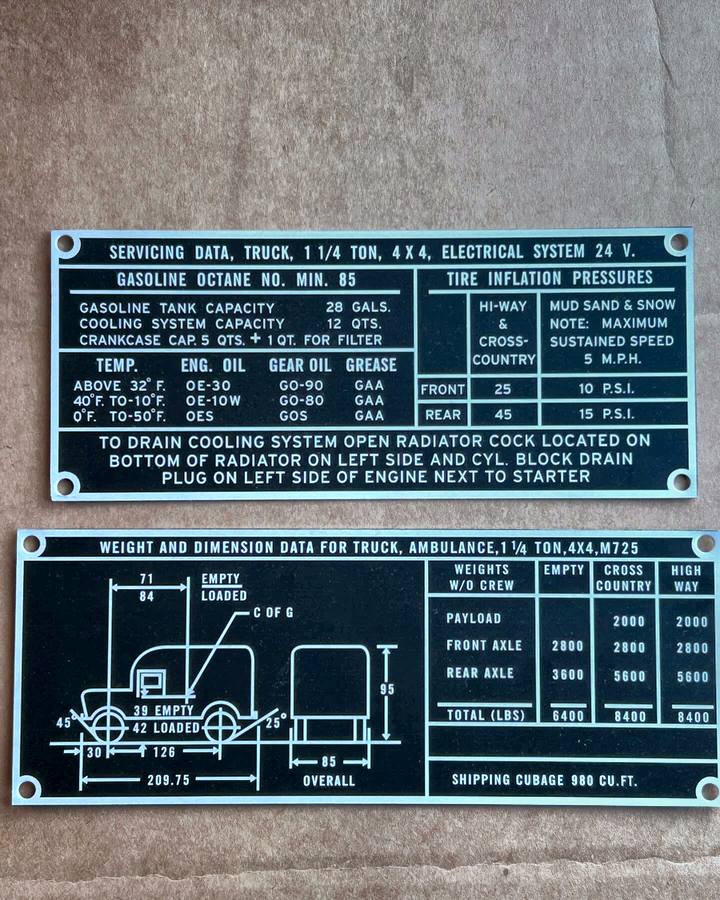 SERVICING DATA, TRUCK, 1 1/4 TON, 4X4, ELECTRICAL SYSTEM 24 V.
GASOLINE OCTANE NO. MIN. 85
GASOLINE TANK CAPACITY 28 GALS.
COOLING SYSTEM CAPACITY 12 QTS.
CRANKCASE CAP. 5 QTS. + 1 QT. FOR FILTER
TEMP. ENG. OIL GEAR OIL GREASE
ABOVE 32° F. OE-30 GO-90 GAA
40°F. TO-10°F. OE-10W GO-80 GAA
0°F. TO-50°F. OES GOS GAA
TIRE INFLATION PRESSURES
HI-WAY
&
CROSS-
COUNTRY
MUD SAND & SNOW
NOTE: MAXIMUM
SUSTAINED SPEED
5 M.P.H.
FRONT 25 10 P.S.I.
REAR 45 15 P.S.I.
TO DRAIN COOLING SYSTEM OPEN RADIATOR COCK LOCATED ON
BOTTOM OF RADIATOR ON LEFT SIDE AND CYL. BLOCK DRAIN
PLUG ON LEFT SIDE OF ENGINE NEXT TO STARTER
WEIGHT AND DIMENSION DATA FOR TRUCK, AMBULANCE, 1 1/4 TON, 4X4, M725
71 EMPTY
84 LOADED
C OF G
95
39 EMPTY
42 LOADED
45° 25°
30 126
85
209.75 OVERALL
WEIGHTS W/O CREW EMPTY CROSS COUNTRY HIGH WAY
PAYLOAD 2000 2000
FRONT AXLE 2800 2800 2800
REAR AXLE 3600 5600 5600
TOTAL (LBS) 6400 8400 8400
SHIPPING CUBAGE 980 CU.FT.